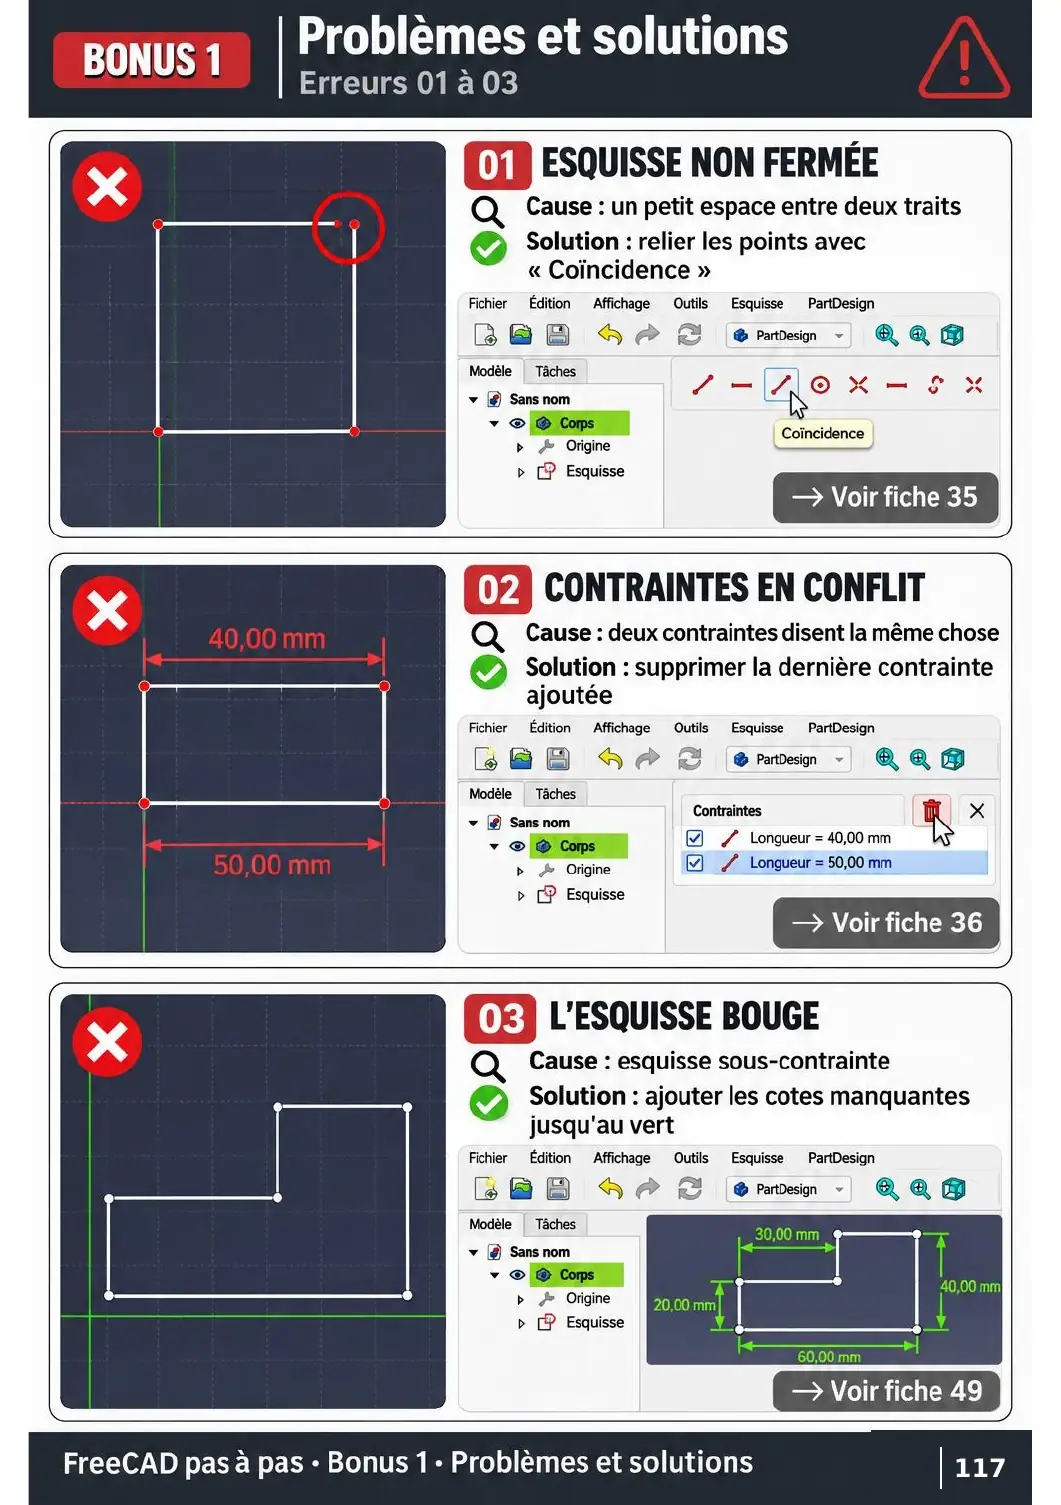 BONUS 1
Problèmes et solutions
Erreurs 01 à 03
01 ESQUISSE NON FERMÉE
Cause : un petit espace entre deux traits
Solution : relier les points avec
« Coïncidence »
Fichier Édition Affichage Outils Esquisse PartDesign
PartDesign
Modèle Tâches
Sans nom
Corps
Origine
Esquisse
Coïncidence
→ Voir fiche 35
40,00 mm
50,00 mm
02 CONTRAINTES EN CONFLIT
Cause : deux contraintes disent la même chose
Solution : supprimer la dernière contrainte
ajoutée
Fichier Édition Affichage Outils Esquisse PartDesign
PartDesign
Modèle Tâches
Sans nom
Corps
Origine
Esquisse
Contraintes
Longueur = 40,00 mm
Longueur = 50,00 mm
→ Voir fiche 36
03 L'ESQUISSE BOUGE
Cause : esquisse sous-contrainte
Solution : ajouter les cotes manquantes
jusqu'au vert
Fichier Édition Affichage Outils Esquisse PartDesign
PartDesign
Modèle Tâches
Sans nom
Corps
Origine
Esquisse
30,00 mm
40,00 mm
20,00 mm
60,00 mm
→ Voir fiche 49
FreeCAD pas à pas • Bonus 1 • Problèmes et solutions
117